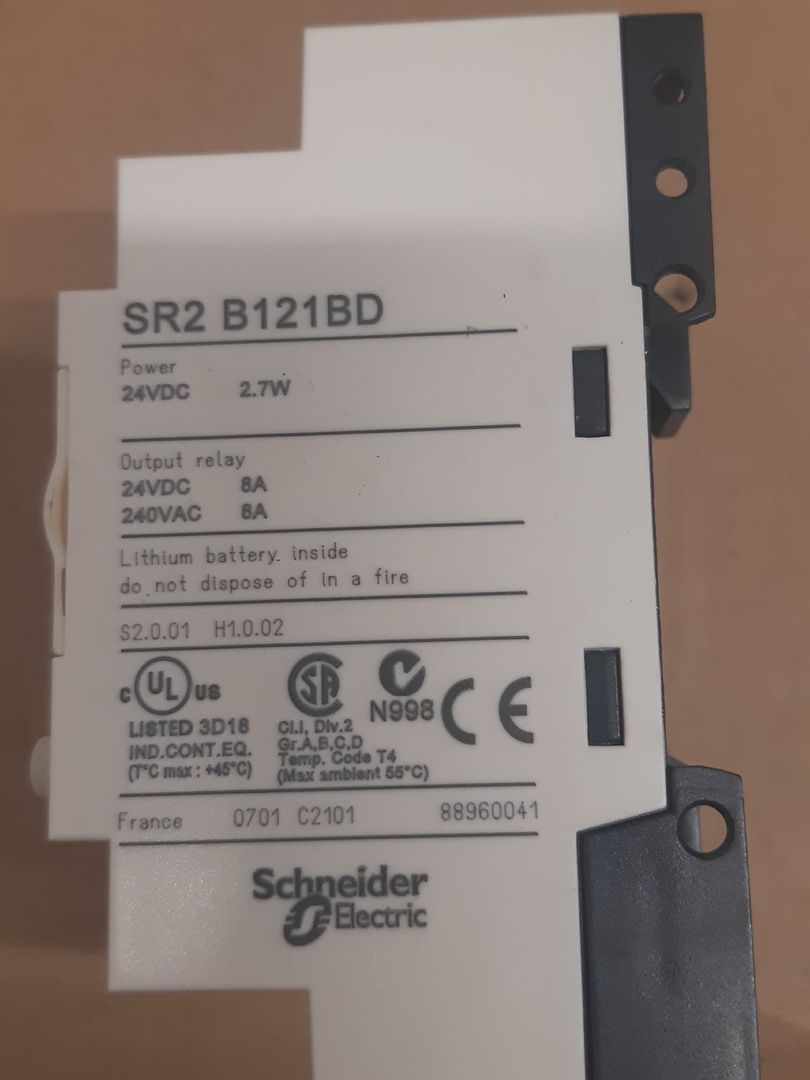 SR2 B121BD
Power
24VDC 2.7W
Output relay
24VDC 8A
240VAC 8A
Lithium battery inside
do not dispose of in a fire
S2.0.01 H1.0.02
c UL US
LISTED 3D18
IND.CONT.EQ.
(T°C max : +45°C)
SA
Cl.I, Div.2
Gr.A,B,C,D
Temp. Code T4
(Max ambient 55°C)
N998
CE
France 0701 C2101 88960041
Schneider
Electric